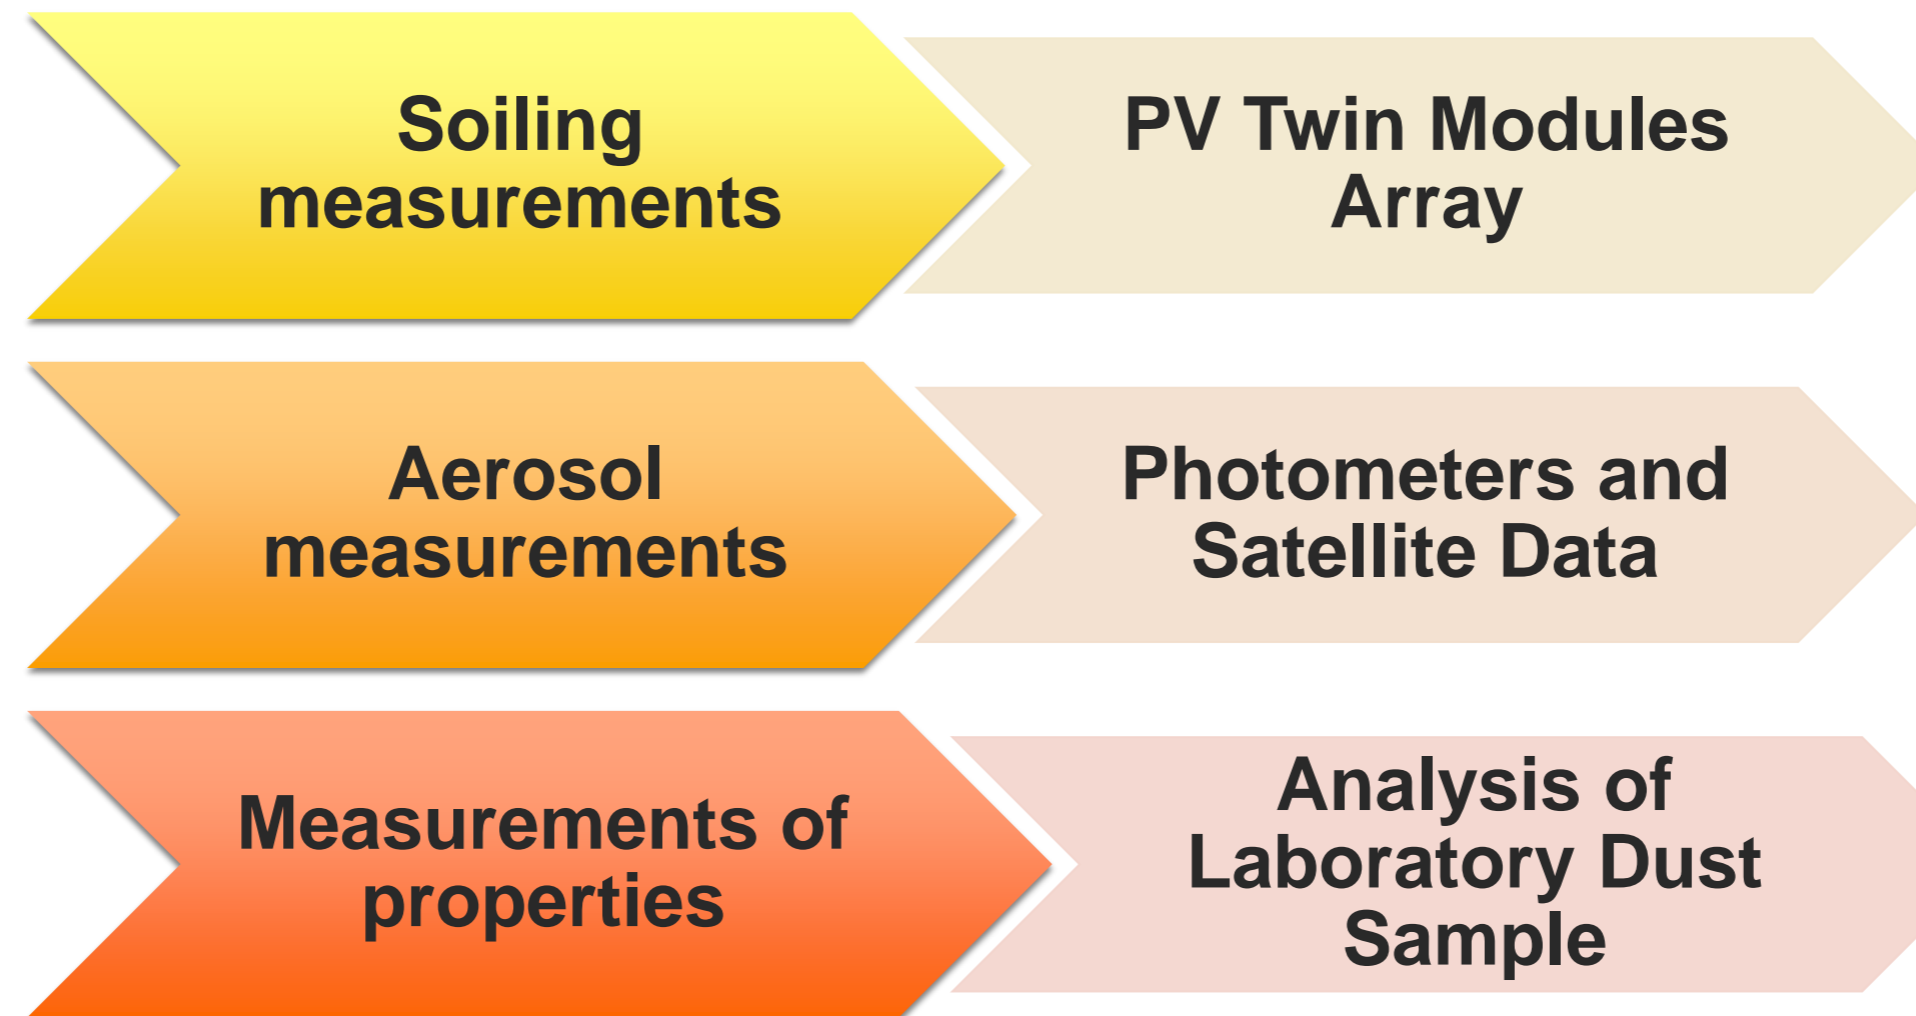 Soiling
measurements
PV Twin Modules
Array
Aerosol
measurements
Photometers and
Satellite Data
Measurements of
properties
Analysis of
Laboratory Dust
Sample